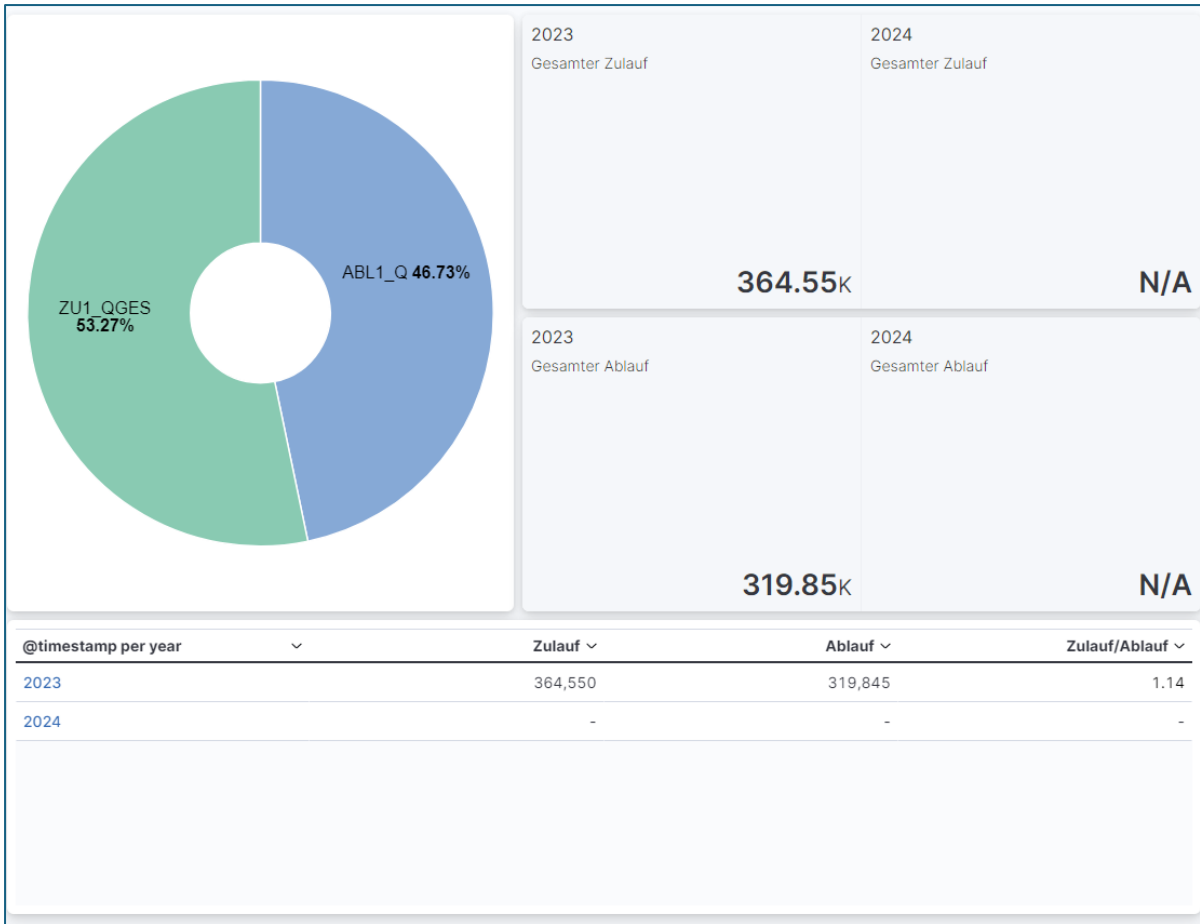 ABL1_Q 46.73%
ZU1_QGES
53.27%
2023
Gesamter Zulauf
364.55K
2024
Gesamter Zulauf
N/A
2023
Gesamter Ablauf
319.85K
2024
Gesamter Ablauf
N/A
@timestamp per year Zulauf Ablauf Zulauf/Ablauf
2023 364,550 319,845 1.14
2024 - - -